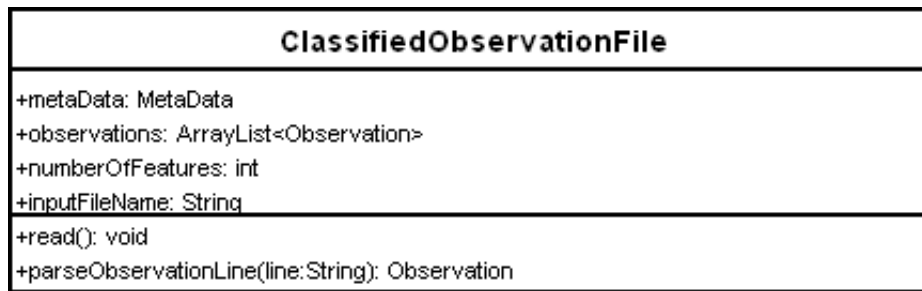 ClassifiedObservationFile
+metaData: MetaData
+observations: ArrayList<Observation>
+numberOfFeatures: int
+inputFileName: String
+read(): void
+parseObservationLine(line:String): Observation